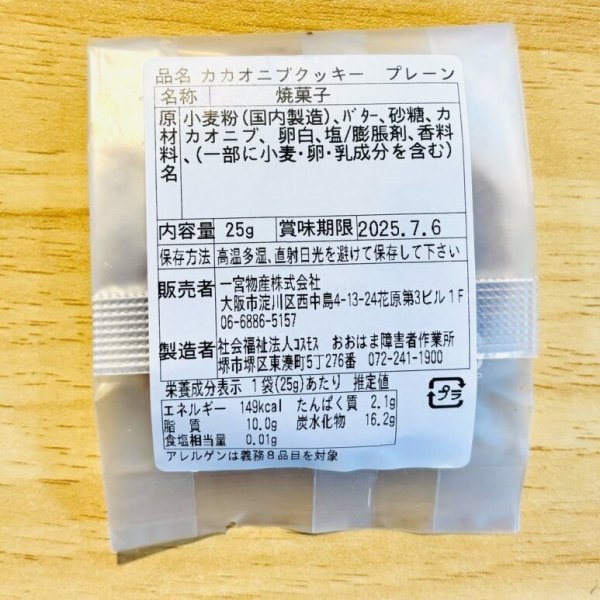 品名 カカオニブクッキー プレーン
名称 焼菓子
原材料名 小麦粉(国内製造)、バター、砂糖、カ
カオニブ、卵白、塩/膨脹剤、香料
、(一部に小麦・卵・乳成分を含む)
内容量 25g 賞味期限 2025.7.6
保存方法 高温多湿、直射日光を避けて保存して下さい
販売者 一宮物産株式会社
大阪市淀川区西中島4-13-24花原第3ビル1F
06-6886-5157
製造者 社会福祉法人コスモス おおはま障害者作業所
堺市堺区東湊町5丁276番 072-241-1900
栄養成分表示 1袋(25g)あたり 推定値
エネルギー 149kcal たんぱく質 2.1g
脂質 10.0g 炭水化物 16.2g
食塩相当量 0.01g
プラ
アレルゲンは義務8品目を対象